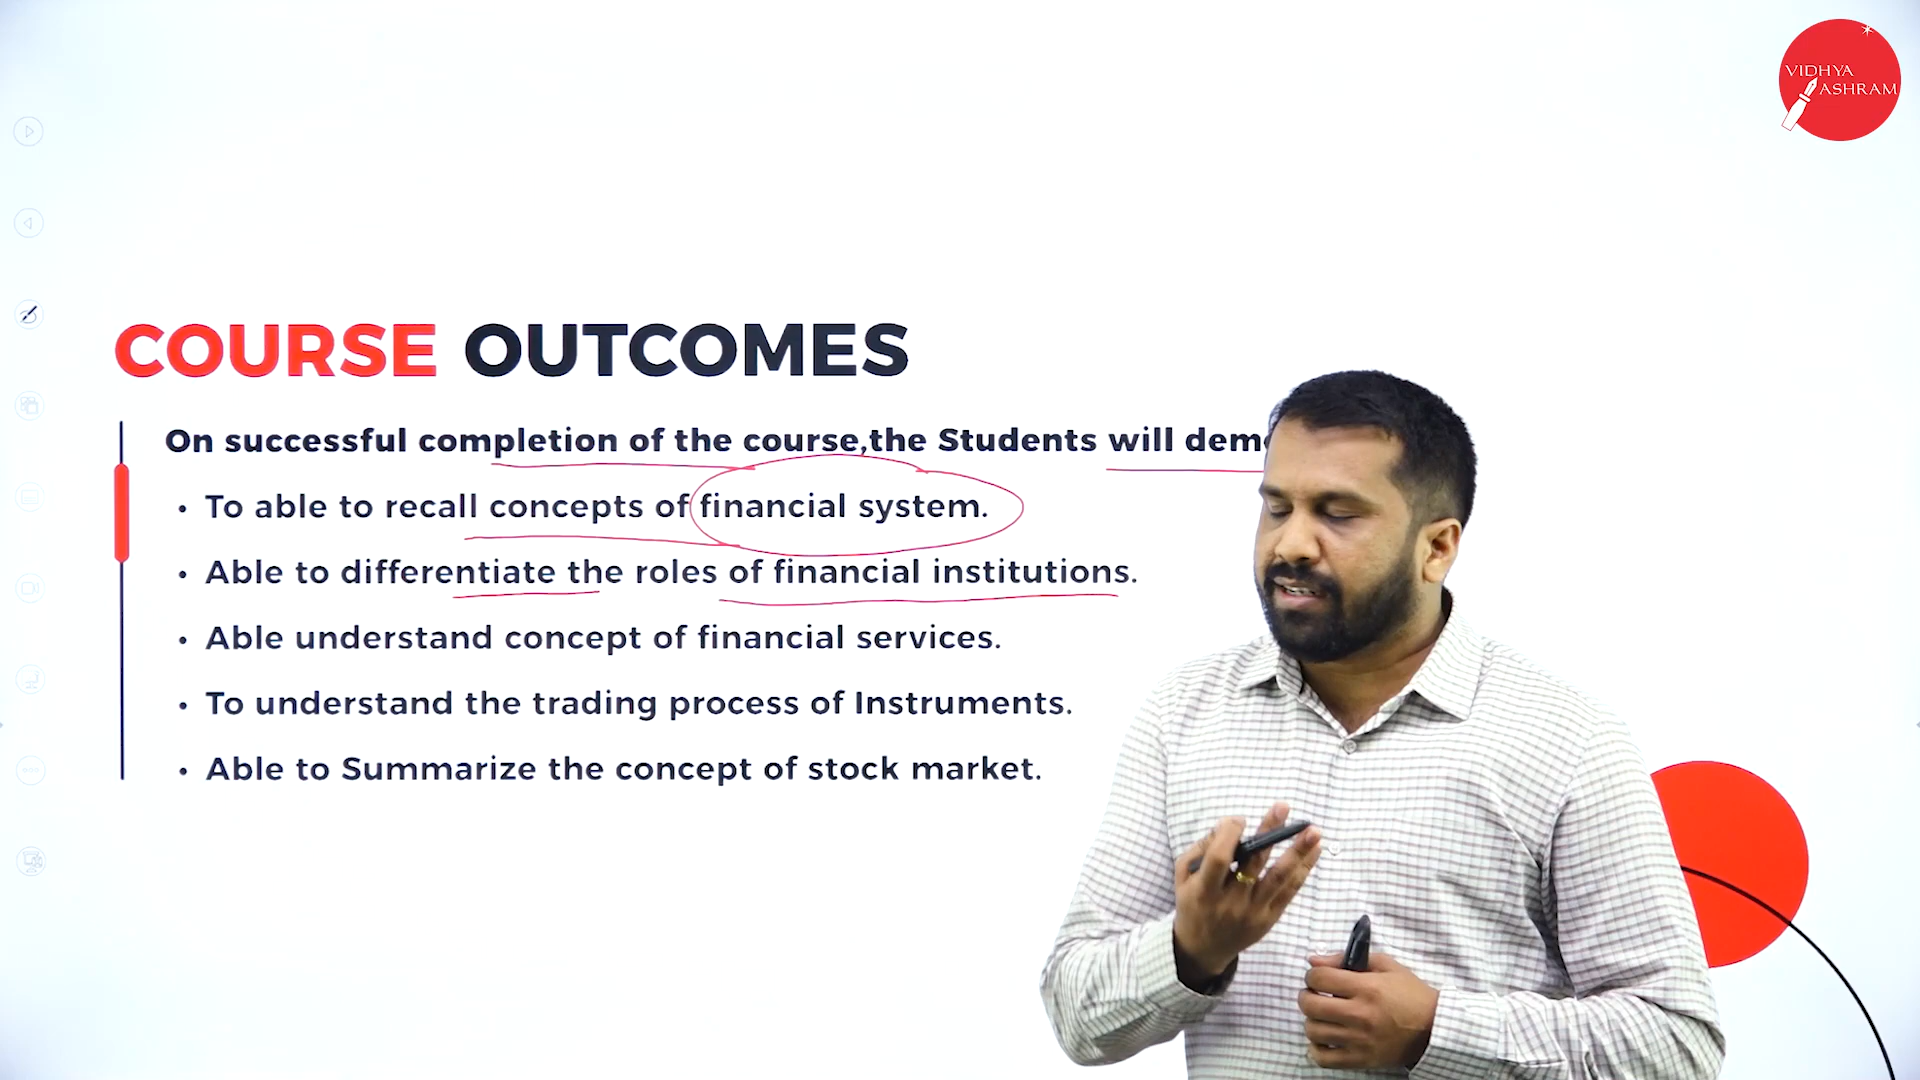 VIDHYA
ASHRAM
COURSE OUTCOMES
On successful completion of the course,the Students will
• To able to recall concepts of financial system.
• Able to differentiate the roles of financial institutions.
• Able understand concept of financial services.
• To understand the trading process of Instruments.
• Able to Summarize the concept of stock market.